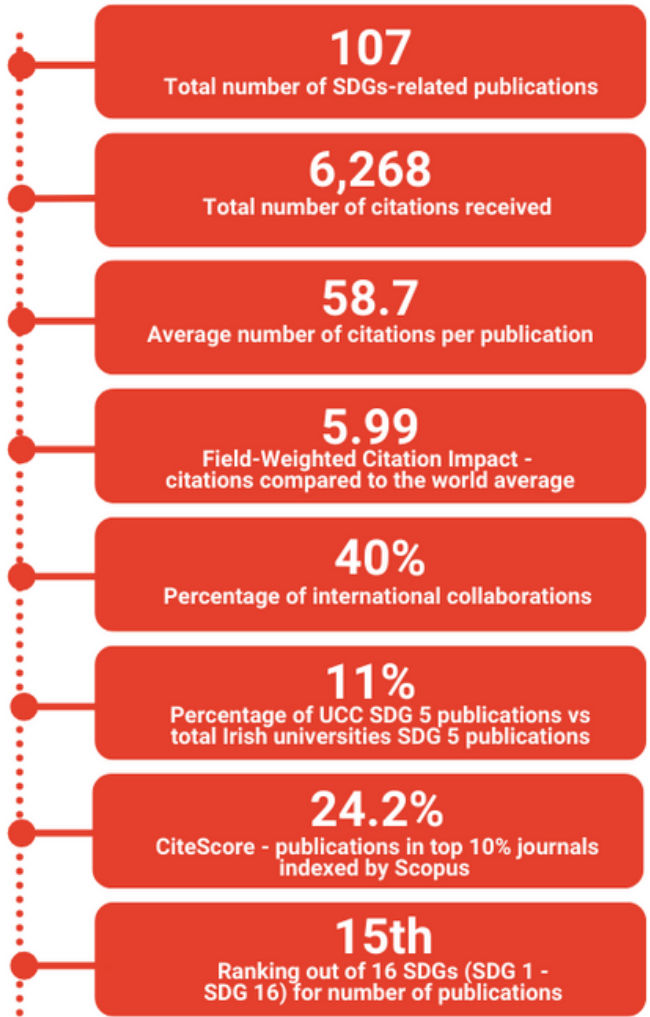 107
Total number of SDGs-related publications
6,268
Total number of citations received
58.7
Average number of citations per publication
5.99
Field-Weighted Citation Impact -
citations compared to the world average
40%
Percentage of international collaborations
11%
Percentage of UCC SDG 5 publications vs
total Irish universities SDG 5 publications
24.2%
CiteScore - publications in top 10% journals
indexed by Scopus
15th
Ranking out of 16 SDGs (SDG 1 -
SDG 16) for number of publications